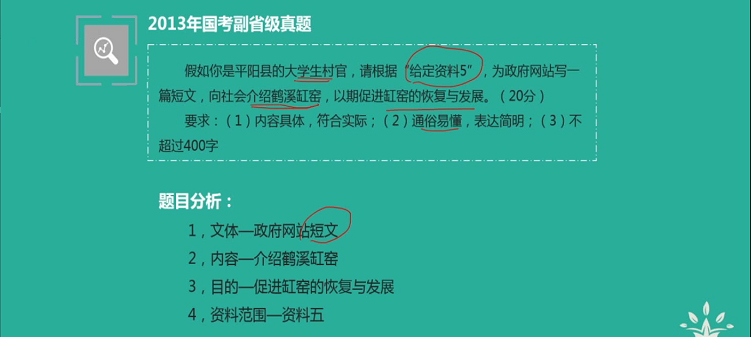 2013年国考副省级真题
假如你是平阳县的大学生村官，请根据“给定资料5”，为政府网站写一
篇短文，向社会介绍鹤溪缸窑，以期促进缸窑的恢复与发展。（20分）
要求：（1）内容具体，符合实际；（2）通俗易懂，表达简明；（3）不
超过400字
题目分析：
1，文体—政府网站短文
2，内容—介绍鹤溪缸窑
3，目的—促进缸窑的恢复与发展
4，资料范围—资料五